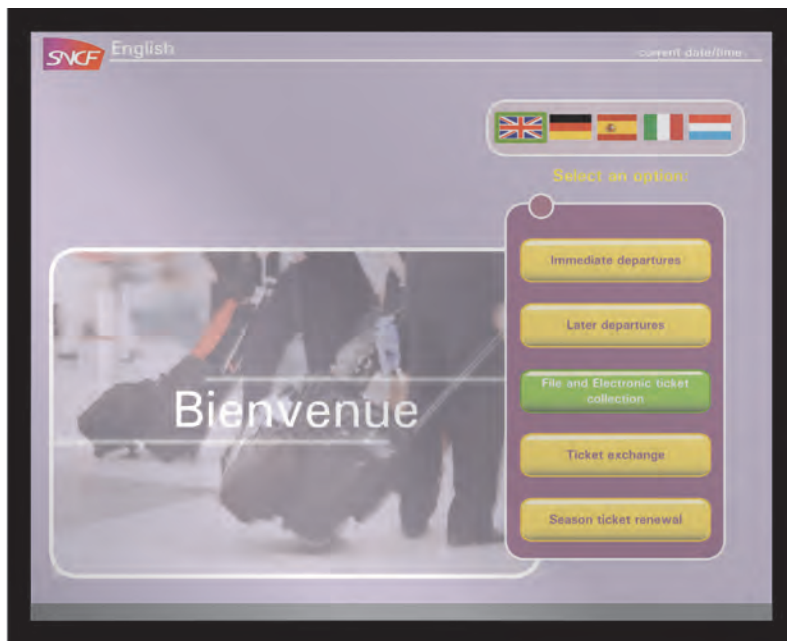 SNCF
English
current date/time
Select an option:
Immediate departures
Later departures
File and Electronic ticket
collection
Ticket exchange
Season ticket renewal
Bienvenue